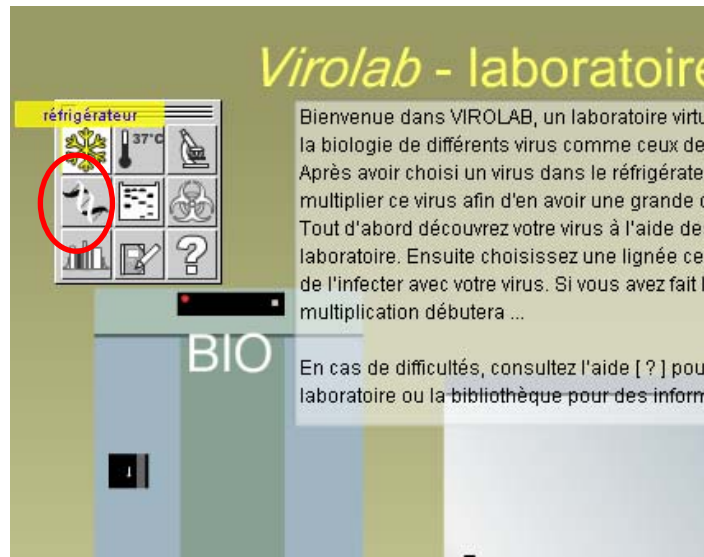 Virolab - laboratoire
réfrigérateur
37°C
?
Bienvenue dans VIROLAB, un laboratoire virtu
la biologie de différents virus comme ceux de
Après avoir choisi un virus dans le réfrigérate
multiplier ce virus afin d'en avoir une grande
Tout d'abord découvrez votre virus à l'aide de
laboratoire. Ensuite choisissez une lignée ce
de l'infecter avec votre virus. Si vous avez fait
multiplication débutera ...
En cas de difficultés, consultez l'aide [ ? ] pou
laboratoire ou la bibliothèque pour des inform
BIO